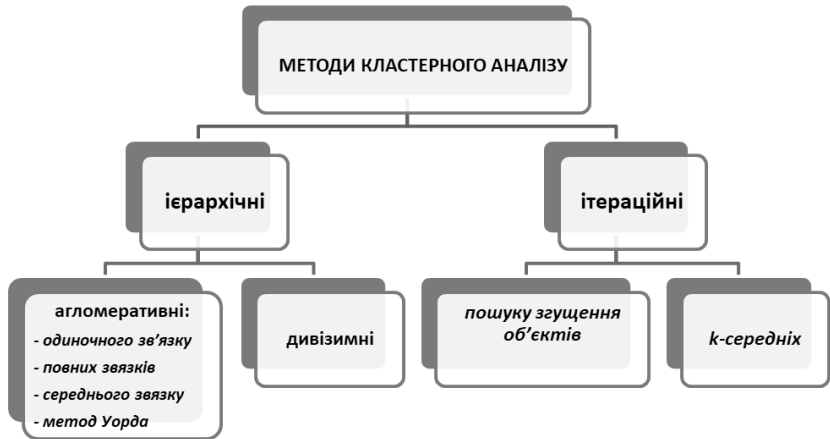 МЕТОДИ КЛАСТЕРНОГО АНАЛІЗУ
ієрархічні
ітераційні
агломеративні:
- одиночного зв’язку
- повних звязків
- середнього звязку
- метод Уорда
дивізимні
пошуку згущення
об’єктів
k-середніх